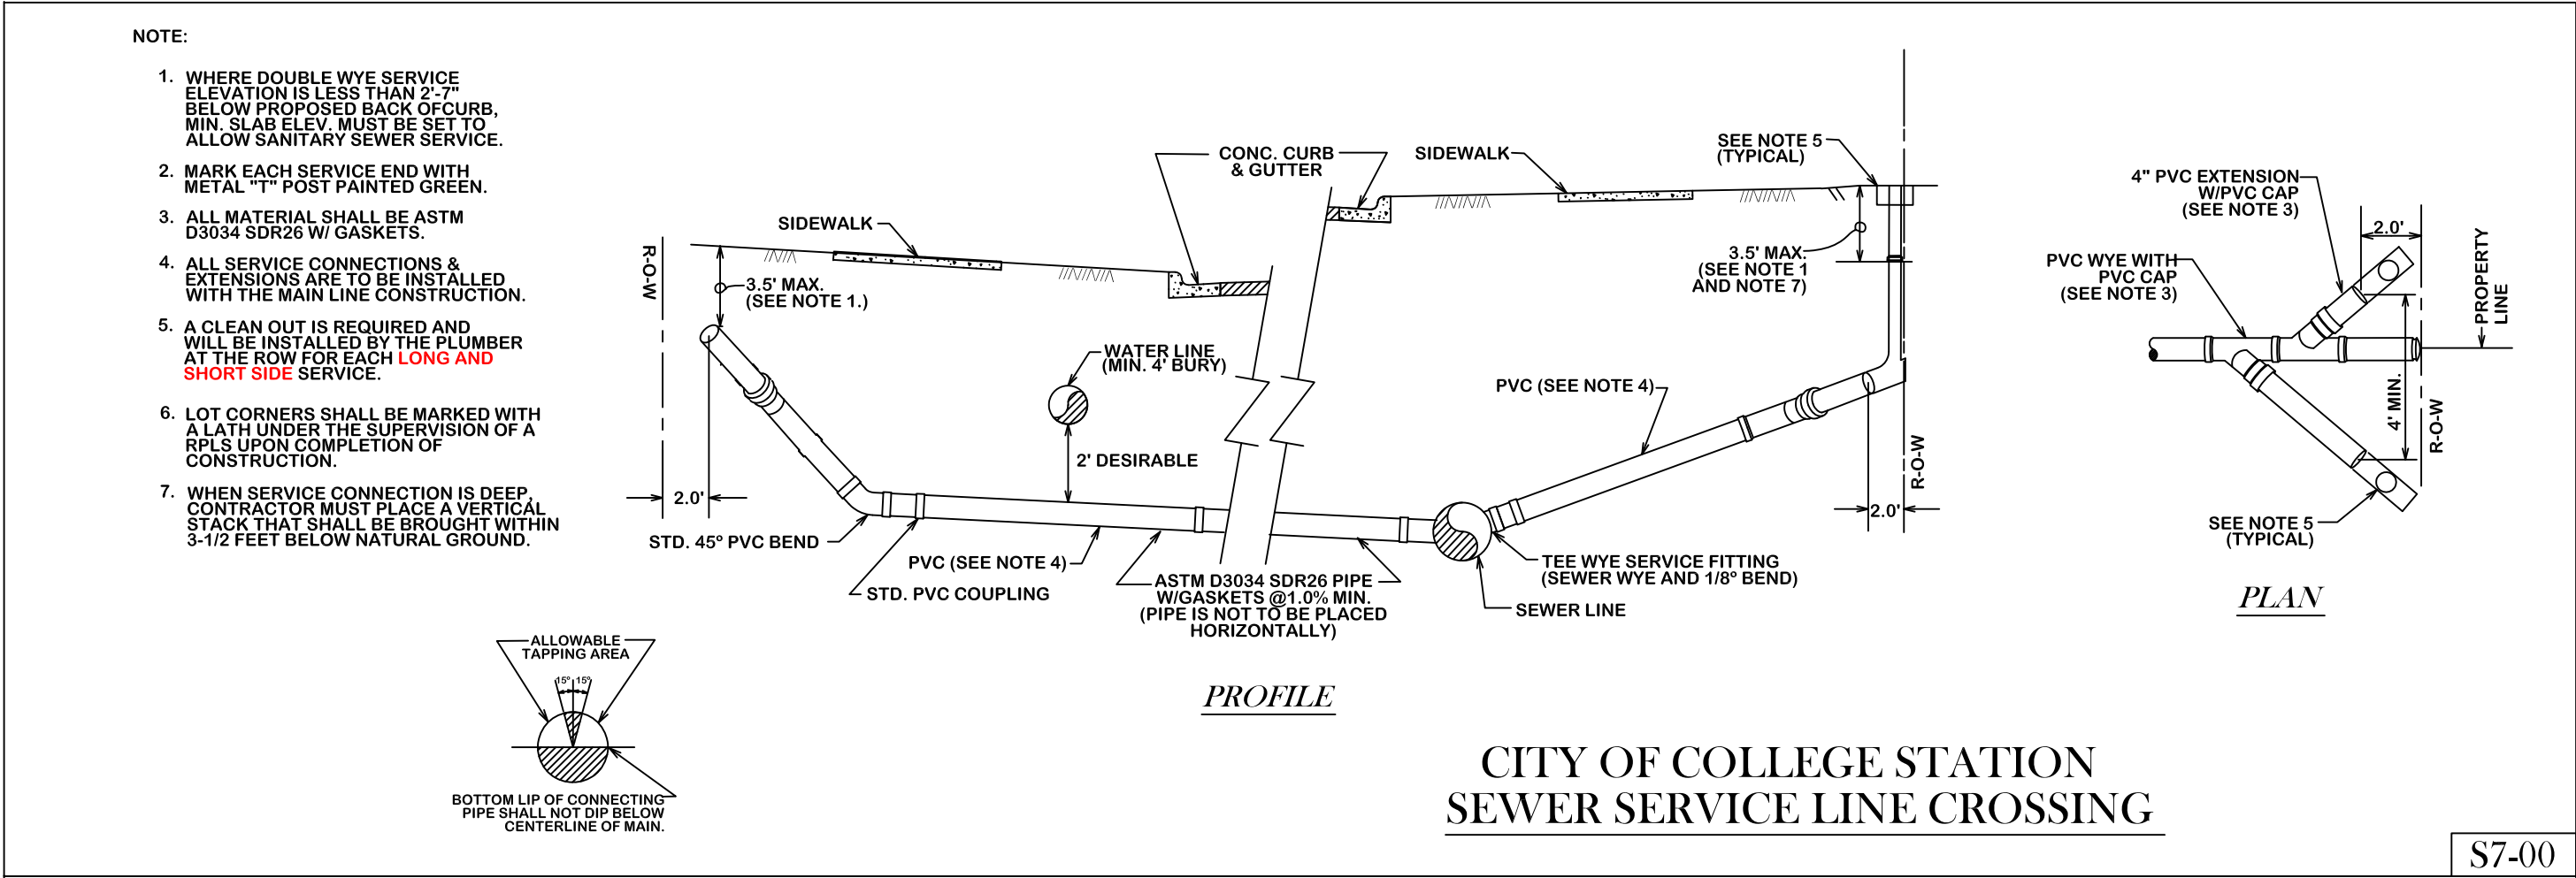 NOTE:
1. WHERE DOUBLE WYE SERVICE
ELEVATION IS LESS THAN 2'-7"
BELOW PROPOSED BACK OFCURB,
MIN. SLAB ELEV. MUST BE SET TO
ALLOW SANITARY SEWER SERVICE.
2. MARK EACH SERVICE END WITH
METAL "T" POST PAINTED GREEN.
3. ALL MATERIAL SHALL BE ASTM
D3034 SDR26 W/ GASKETS.
4. ALL SERVICE CONNECTIONS &
EXTENSIONS ARE TO BE INSTALLED
WITH THE MAIN LINE CONSTRUCTION.
5. A CLEAN OUT IS REQUIRED AND
WILL BE INSTALLED BY THE PLUMBER
AT THE ROW FOR EACH LONG AND
SHORT SIDE SERVICE.
6. LOT CORNERS SHALL BE MARKED WITH
A LATH UNDER THE SUPERVISION OF A
RPLS UPON COMPLETION OF
CONSTRUCTION.
7. WHEN SERVICE CONNECTION IS DEEP,
CONTRACTOR MUST PLACE A VERTICAL
STACK THAT SHALL BE BROUGHT WITHIN
3-1/2 FEET BELOW NATURAL GROUND.
ALLOWABLE
TAPPING AREA
15° 15°
BOTTOM LIP OF CONNECTING
PIPE SHALL NOT DIP BELOW
CENTERLINE OF MAIN.
R-O-W
SIDEWALK
3.5' MAX.
(SEE NOTE 1.)
2.0'
STD. 45° PVC BEND
STD. PVC COUPLING
PVC (SEE NOTE 4)
WATER LINE
(MIN. 4' BURY)
2' DESIRABLE
CONC. CURB
& GUTTER
SIDEWALK
SEE NOTE 5
(TYPICAL)
3.5' MAX.
(SEE NOTE 1
AND NOTE 7)
PVC (SEE NOTE 4)
R-O-W
2.0'
ASTM D3034 SDR26 PIPE
W/GASKETS @1.0% MIN.
(PIPE IS NOT TO BE PLACED
HORIZONTALLY)
TEE WYE SERVICE FITTING
(SEWER WYE AND 1/8° BEND)
SEWER LINE
PROFILE
4" PVC EXTENSION
W/PVC CAP
(SEE NOTE 3)
PVC WYE WITH
PVC CAP
(SEE NOTE 3)
2.0'
PROPERTY
LINE
4' MIN.
R-O-W
SEE NOTE 5
(TYPICAL)
PLAN
CITY OF COLLEGE STATION
SEWER SERVICE LINE CROSSING
S7-00